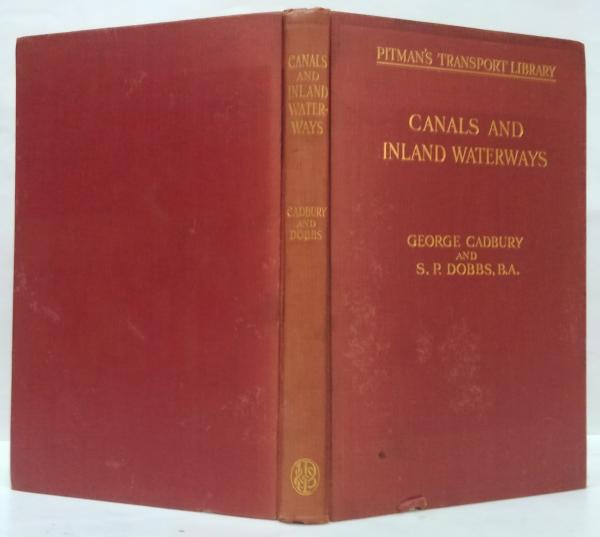 CANALS
AND
INLAND
WATER-
WAYS
CADBURY
AND
DOBBS
PITMAN'S TRANSPORT LIBRARY
CANALS AND
INLAND WATERWAYS
GEORGE CADBURY
AND
S. P. DOBBS, B.A.